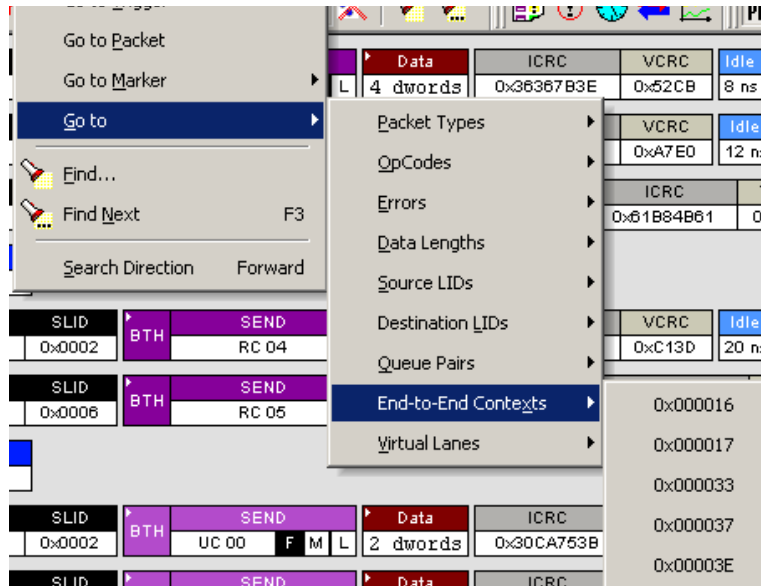 Go to Packet
Go to Marker
Go to
Find...
Find Next F3
Search Direction Forward
Packet Types
OpCodes
Errors
Data Lengths
Source LIDs
Destination LIDs
Queue Pairs
End-to-End Contexts
Virtual Lanes
0x000016
0x000017
0x000033
0x000037
0x00003E
Data ICRC VCRC Idle
L 4 dwords 0x36367B3E 0x52CB 8 ns
VCRC Idle
0xA7E0 12 n
ICRC
0x61B84B61
SLID BTH SEND VCRC Idle
0x0002 RC 04 0xC13D 20 n
SLID BTH SEND
0x0006 RC 05
SLID BTH SEND Data ICRC
0x0002 UC 00 F M L 2 dwords 0x30CA753B
SLID SEND Data ICRC